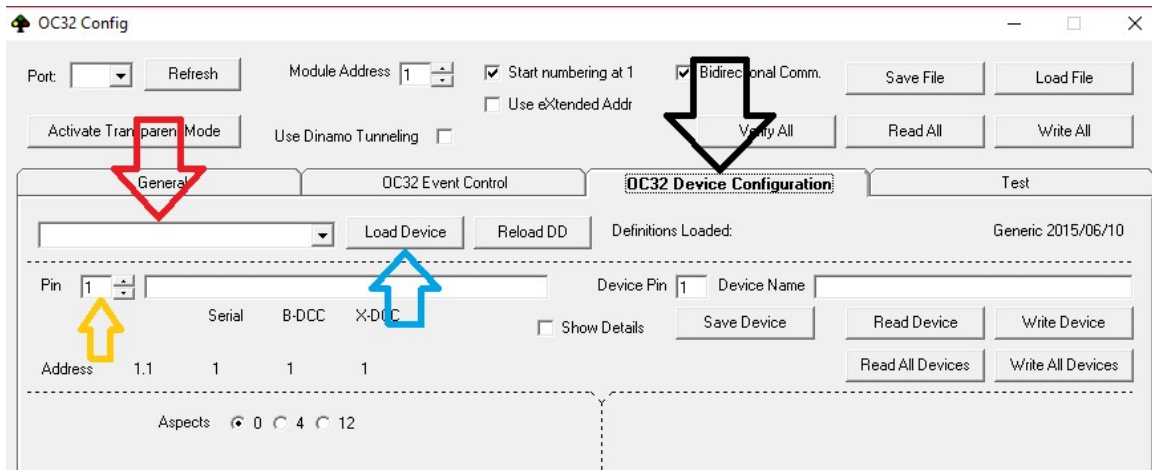 OC32 Config
Port: Refresh Module Address 1 Start numbering at 1 Bidirectional Comm. Save File Load File
Use eXtended Addr
Activate Transparent Mode Use Dinamo Tunneling Verify All Read All Write All
General OC32 Event Control OC32 Device Configuration Test
Load Device Reload DD Definitions Loaded: Generic 2015/06/10
Pin 1 Device Pin 1 Device Name
Serial B-DCC X-DCC Show Details Save Device Read Device Write Device
Address 1.1 1 1 1 Read All Devices Write All Devices
Aspects 0 4 12